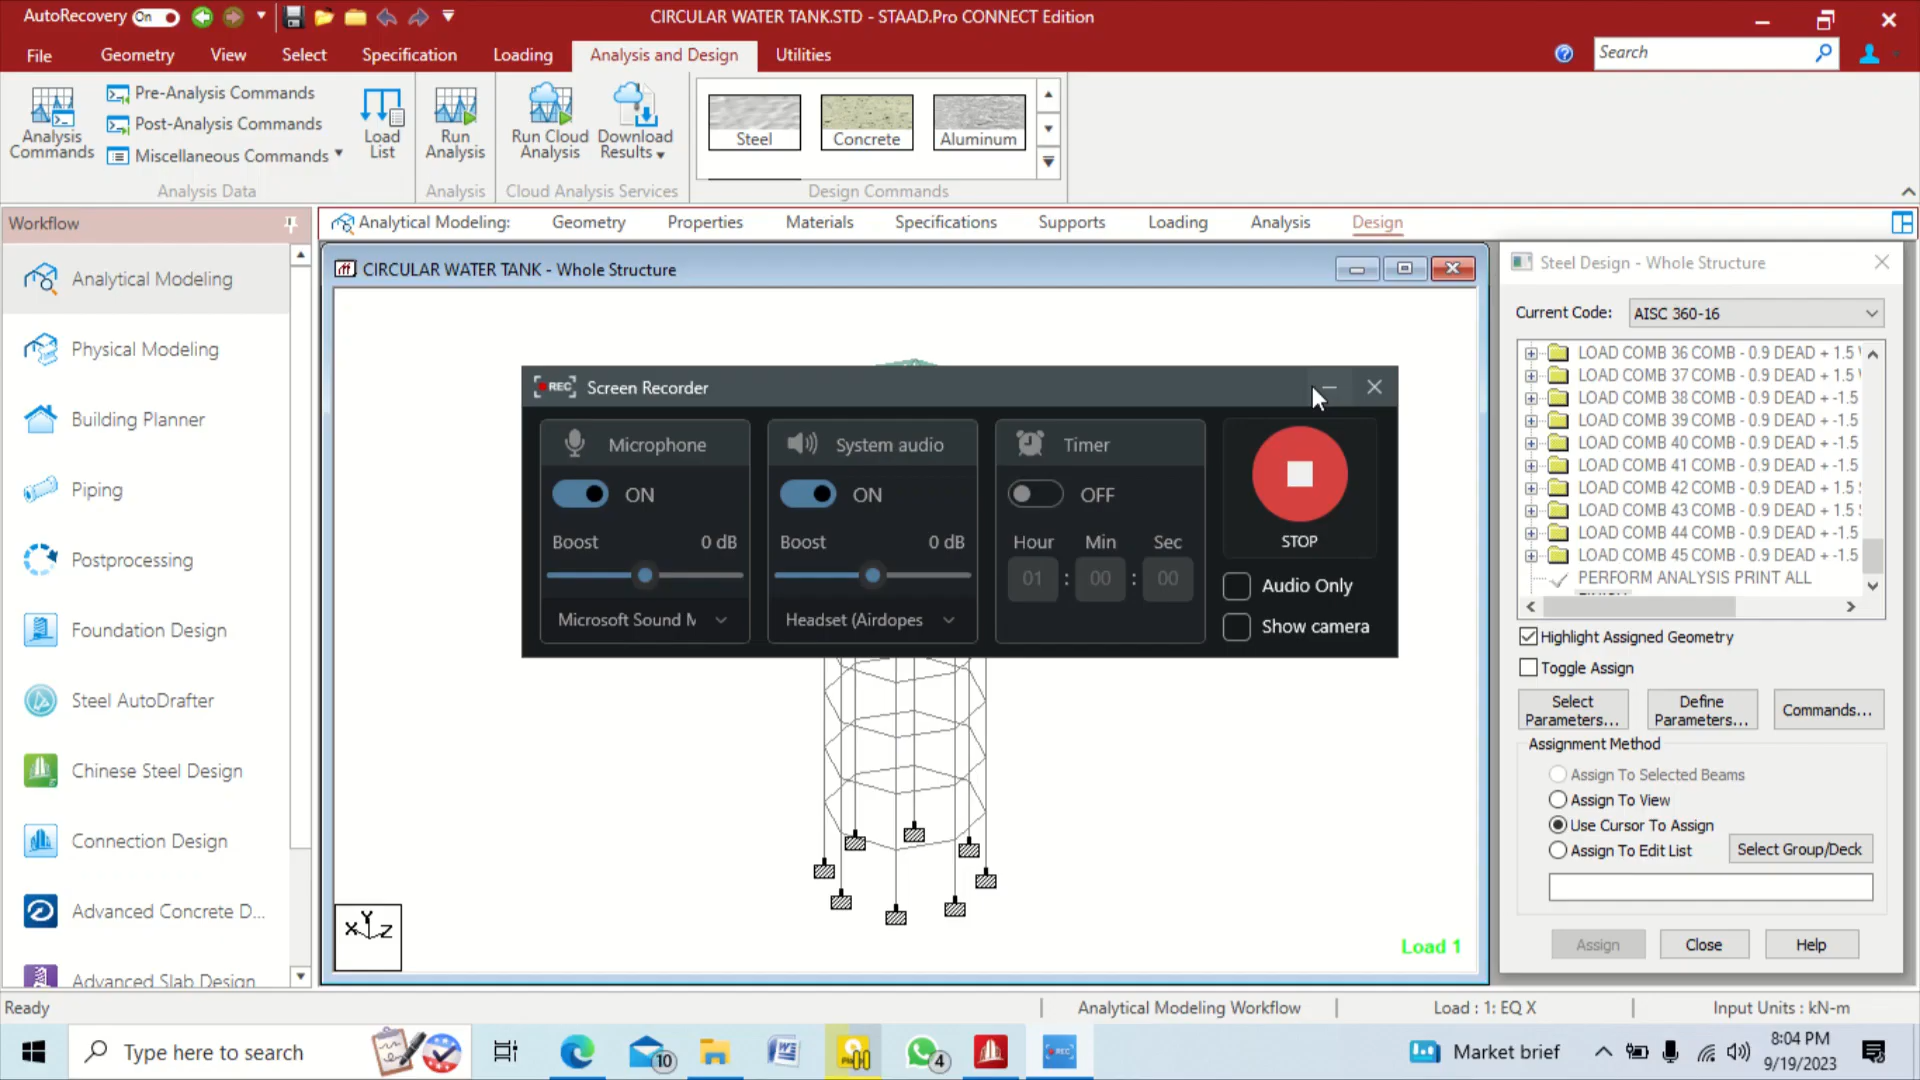 AutoRecovery On
CIRCULAR WATER TANK.STD - STAAD.Pro CONNECT Edition
File Geometry View Select Specification Loading Analysis and Design Utilities
Search
Analysis Commands
Pre-Analysis Commands
Post-Analysis Commands
Miscellaneous Commands
Load List
Run Analysis
Run Cloud Analysis
Download Results
Steel
Concrete
Aluminum
Analysis Data
Analysis
Cloud Analysis Services
Design Commands
Workflow
Analytical Modeling: Geometry Properties Materials Specifications Supports Loading Analysis Design
Analytical Modeling
Physical Modeling
Building Planner
Piping
Postprocessing
Foundation Design
Steel AutoDrafter
Chinese Steel Design
Connection Design
Advanced Concrete D...
Advanced Slab Design
CIRCULAR WATER TANK - Whole Structure
REC Screen Recorder
Microphone
ON
Boost 0 dB
Microsoft Sound M
System audio
ON
Boost 0 dB
Headset (Airdopes
Timer
OFF
Hour Min Sec
01 : 00 : 00
STOP
Audio Only
Show camera
Y
X Z
Load 1
Steel Design - Whole Structure
Current Code: AISC 360-16
LOAD COMB 36 COMB - 0.9 DEAD + 1.5
LOAD COMB 37 COMB - 0.9 DEAD + 1.5
LOAD COMB 38 COMB - 0.9 DEAD + -1.5
LOAD COMB 39 COMB - 0.9 DEAD + -1.5
LOAD COMB 40 COMB - 0.9 DEAD + -1.5
LOAD COMB 41 COMB - 0.9 DEAD + -1.5
LOAD COMB 42 COMB - 0.9 DEAD + 1.5
LOAD COMB 43 COMB - 0.9 DEAD + 1.5
LOAD COMB 44 COMB - 0.9 DEAD + -1.5
LOAD COMB 45 COMB - 0.9 DEAD + -1.5
PERFORM ANALYSIS PRINT ALL
Highlight Assigned Geometry
Toggle Assign
Select Parameters...
Define Parameters...
Commands...
Assignment Method
Assign To Selected Beams
Assign To View
Use Cursor To Assign
Assign To Edit List
Select Group/Deck
Assign Close Help
Ready
Analytical Modeling Workflow
Load : 1: EQ X
Input Units : kN-m
Type here to search
10
4
REC
Market brief
8:04 PM
9/19/2023